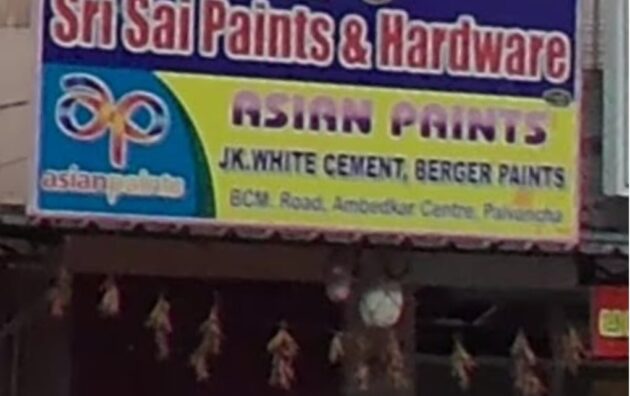 Sri Sai Paints & Hardware
ASIAN PAINTS
asianpaints
JK.WHITE CEMENT, BERGER PAINTS
BCM. Road, Ambedkar Centre, Palvancha